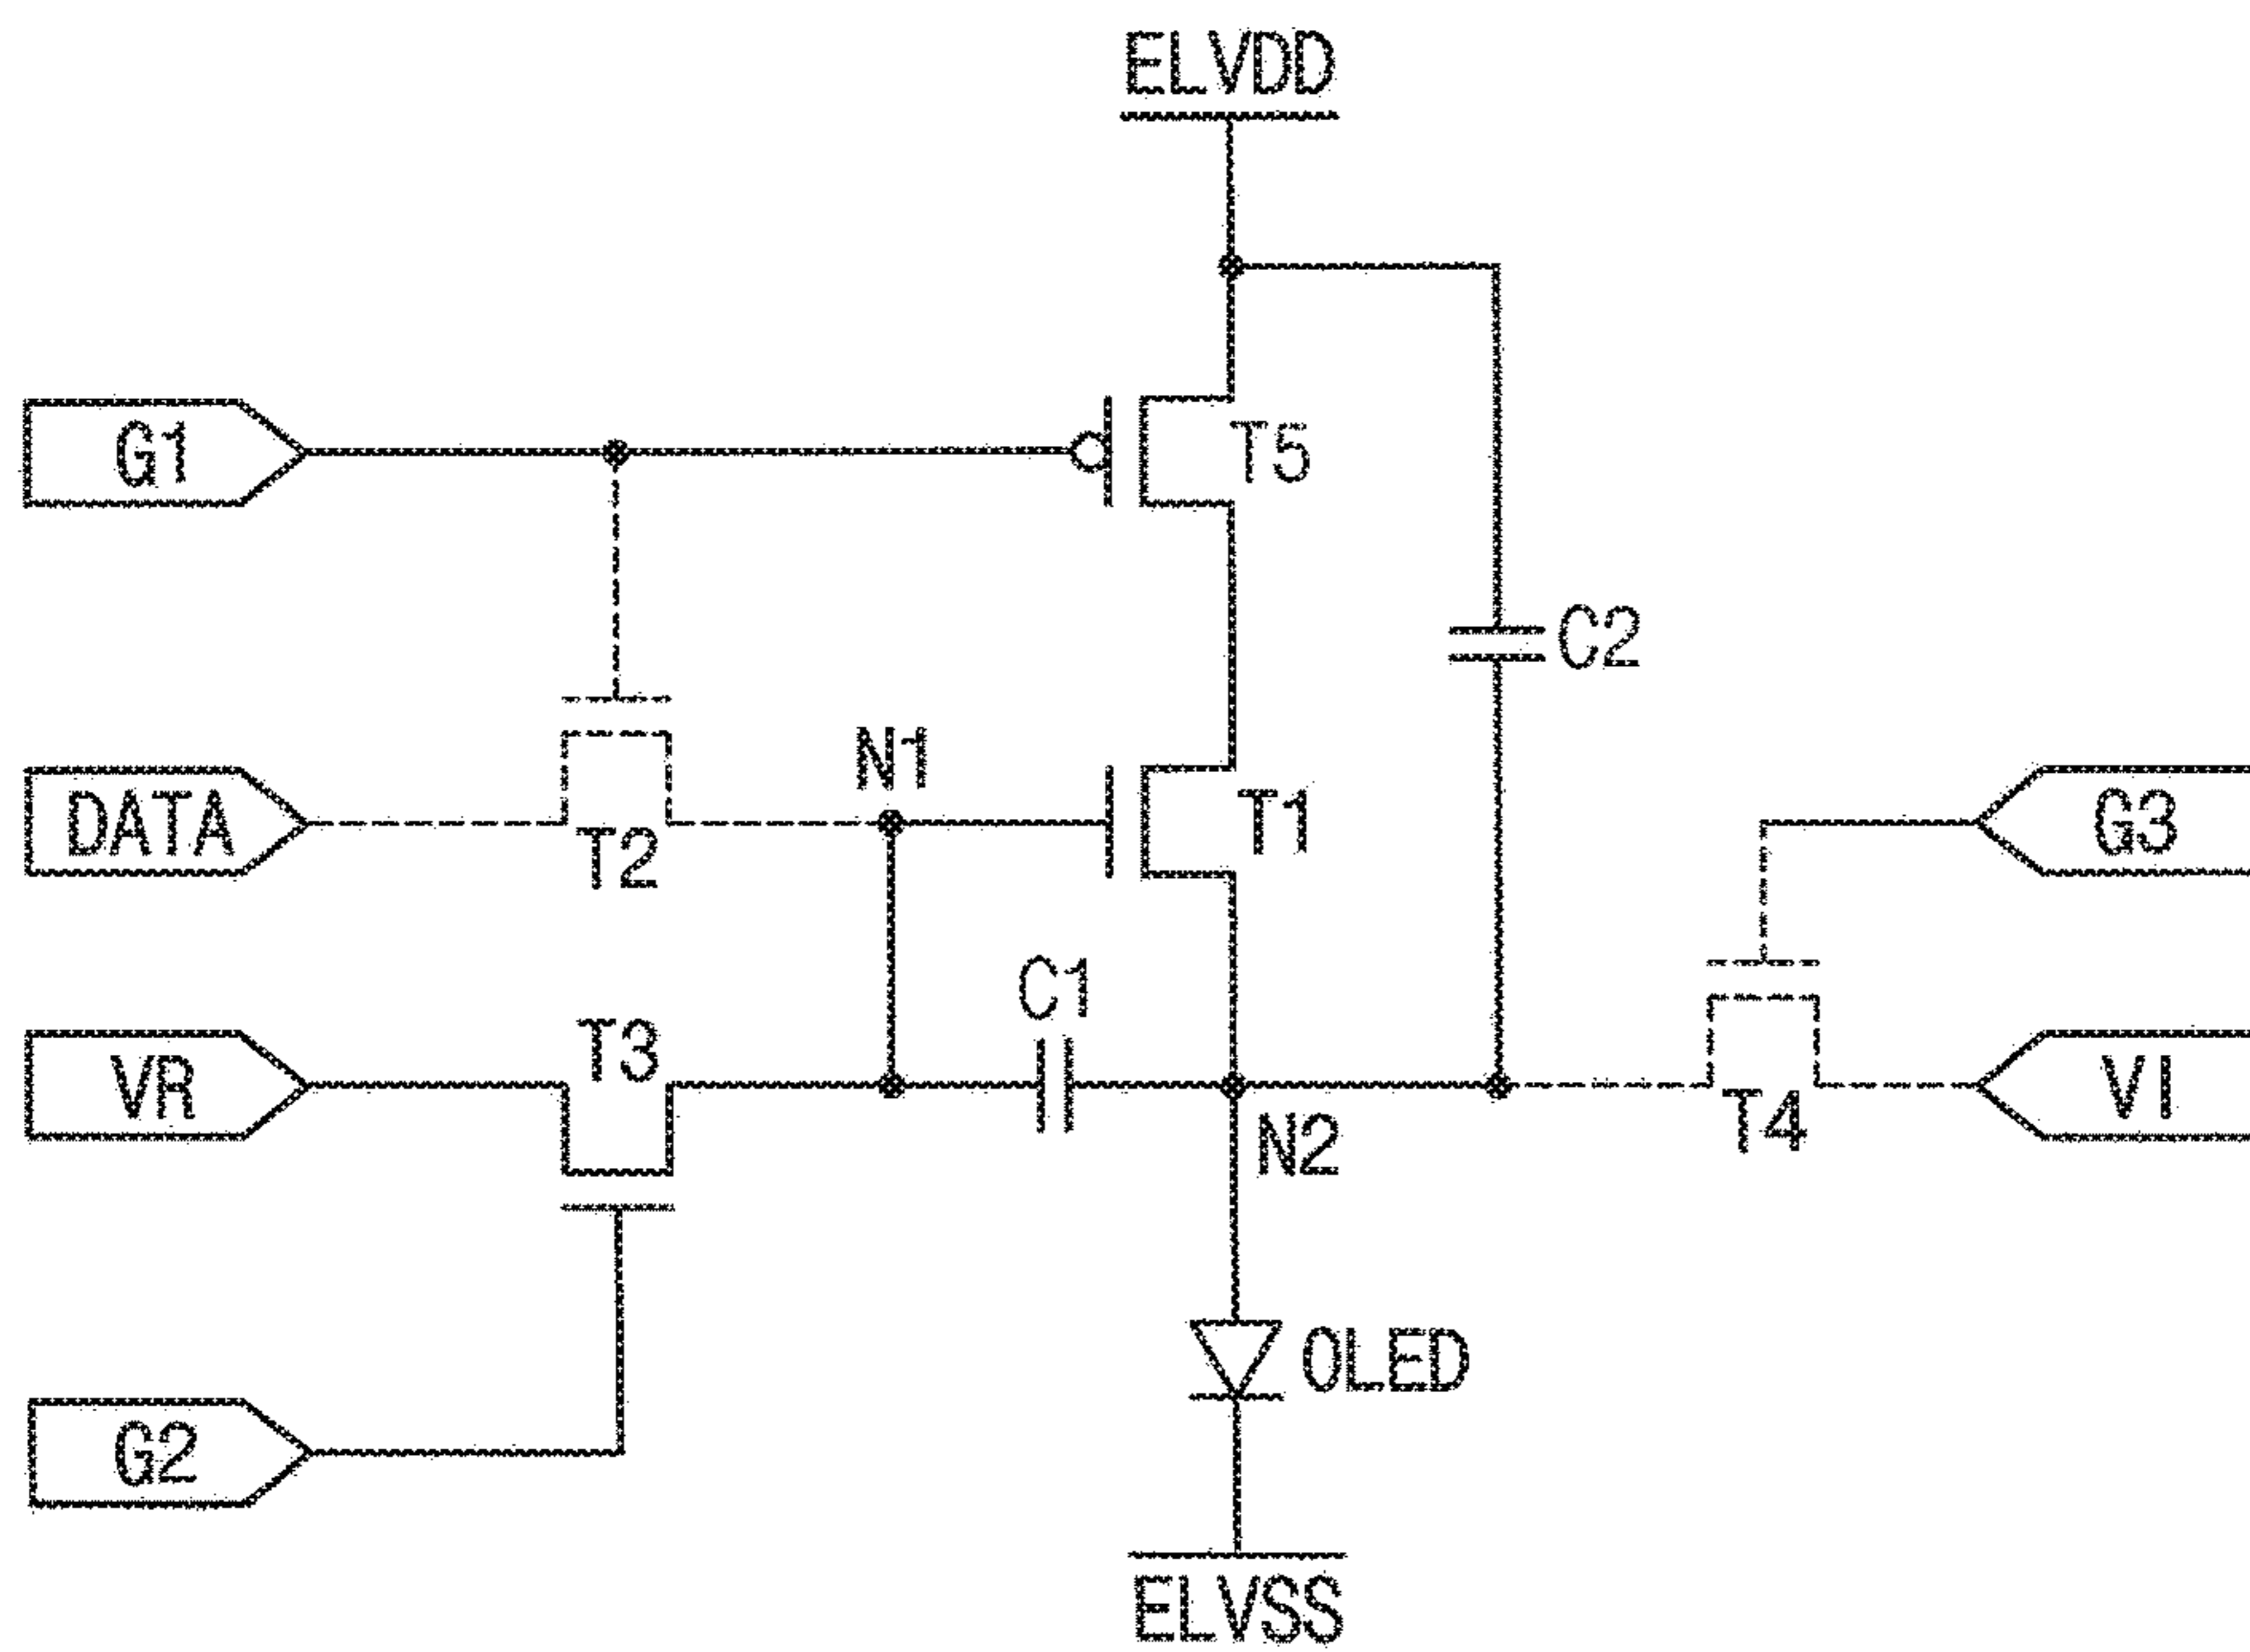 ELVDD
G1
T5
C2
N1
DATA
T2
T1
G3
C1
VR
T3
N2
T4
VI
OLED
G2
ELVSS